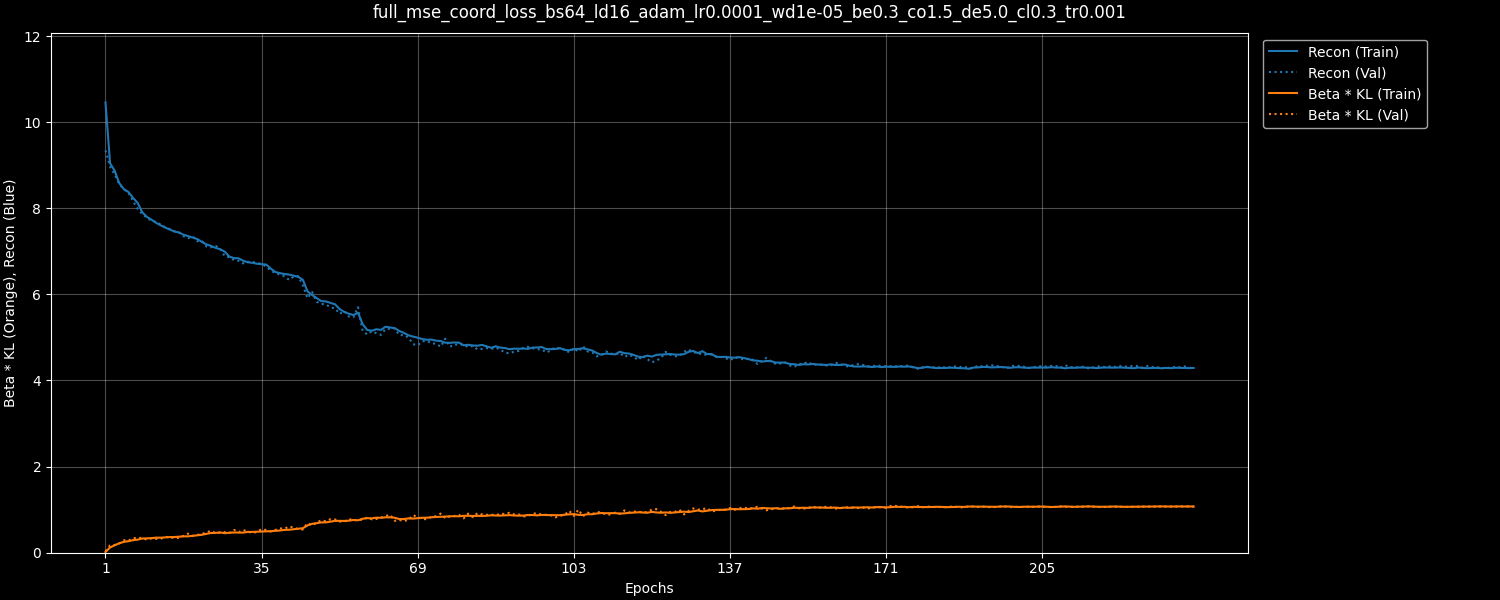 full_mse_coord_loss_bs64_ld16_adam_lr0.0001_wd1e-05_be0.3_co1.5_de5.0_cl0.3_tr0.001
Beta * KL (Orange), Recon (Blue)
12
10
8
6
4
2
0
1 35 69 103 137 171 205
Epochs
Recon (Train)
Recon (Val)
Beta * KL (Train)
Beta * KL (Val)